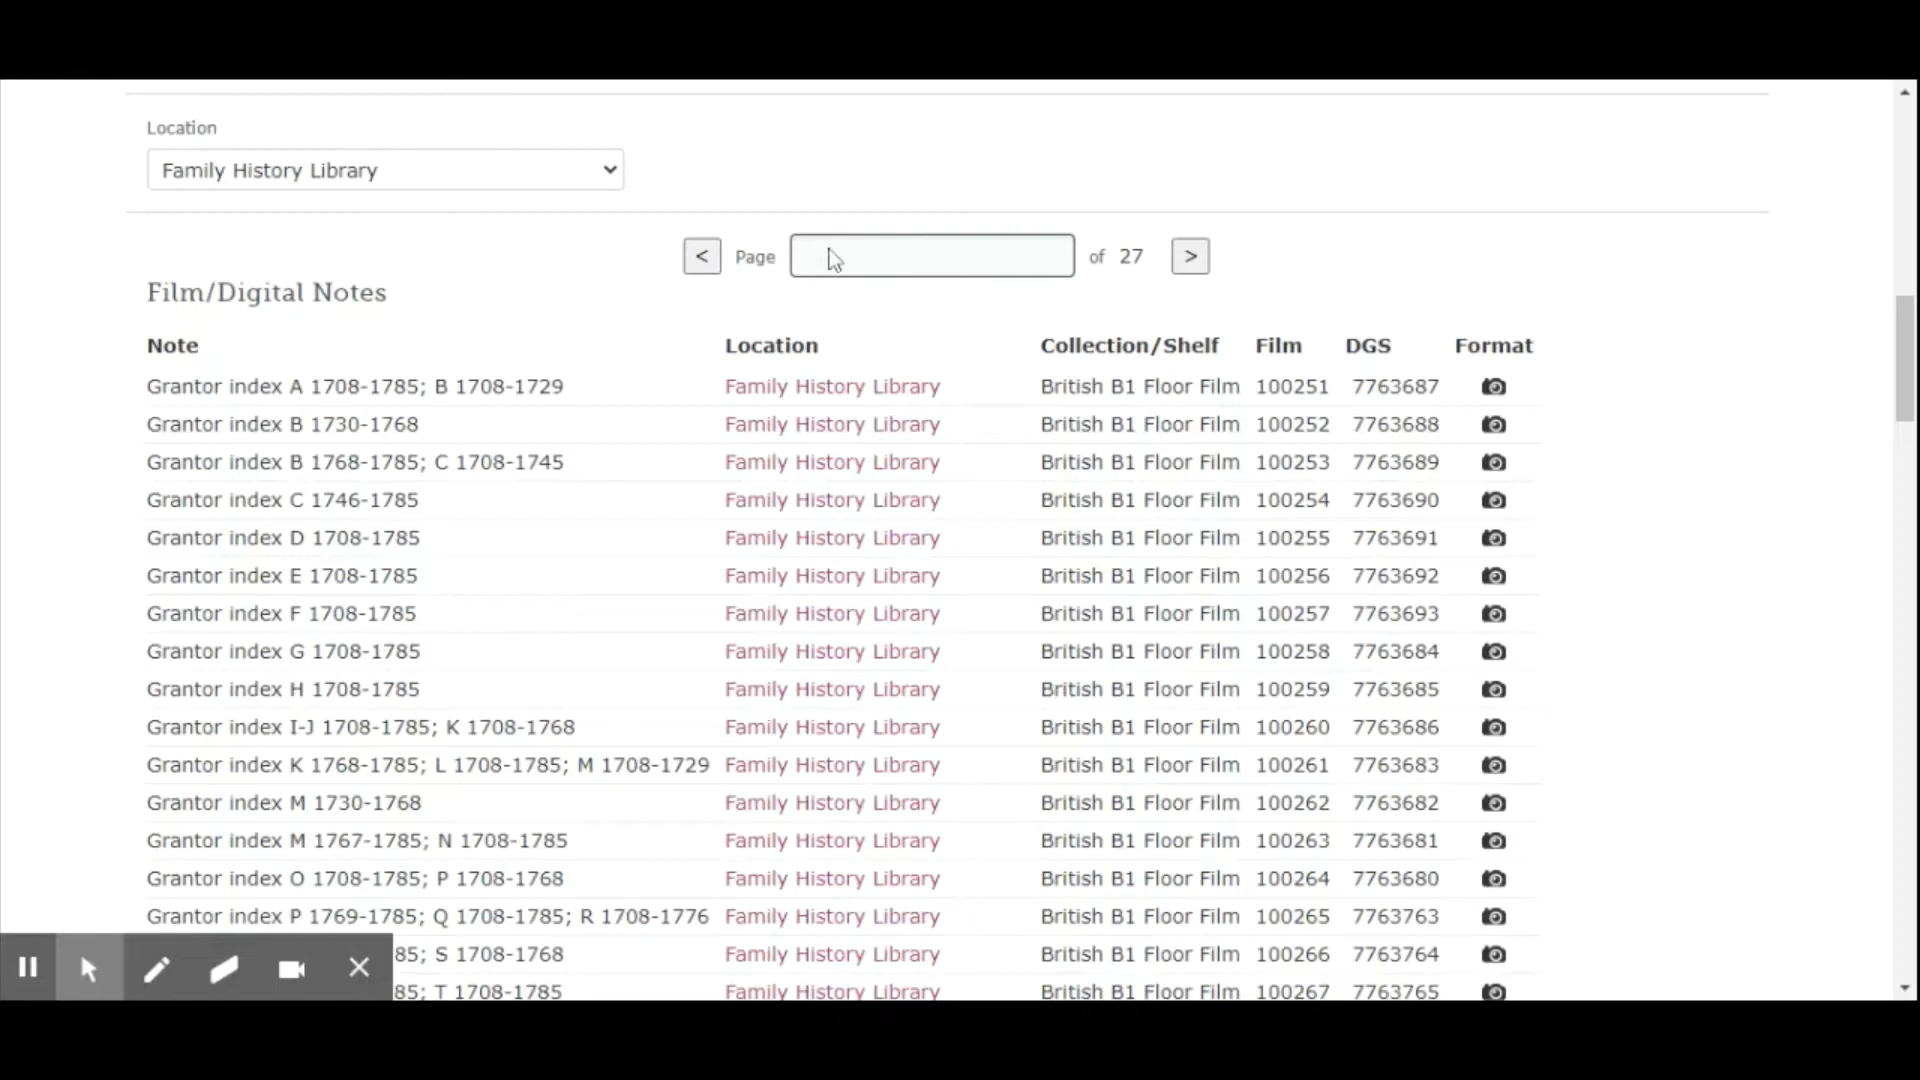 Location
Family History Library
< Page of 27 >
Film/Digital Notes
Note Location Collection/Shelf Film DGS Format
Grantor index A 1708-1785; B 1708-1729 Family History Library British B1 Floor Film 100251 7763687
Grantor index B 1730-1768 Family History Library British B1 Floor Film 100252 7763688
Grantor index B 1768-1785; C 1708-1745 Family History Library British B1 Floor Film 100253 7763689
Grantor index C 1746-1785 Family History Library British B1 Floor Film 100254 7763690
Grantor index D 1708-1785 Family History Library British B1 Floor Film 100255 7763691
Grantor index E 1708-1785 Family History Library British B1 Floor Film 100256 7763692
Grantor index F 1708-1785 Family History Library British B1 Floor Film 100257 7763693
Grantor index G 1708-1785 Family History Library British B1 Floor Film 100258 7763684
Grantor index H 1708-1785 Family History Library British B1 Floor Film 100259 7763685
Grantor index I-J 1708-1785; K 1708-1768 Family History Library British B1 Floor Film 100260 7763686
Grantor index K 1768-1785; L 1708-1785; M 1708-1729 Family History Library British B1 Floor Film 100261 7763683
Grantor index M 1730-1768 Family History Library British B1 Floor Film 100262 7763682
Grantor index M 1767-1785; N 1708-1785 Family History Library British B1 Floor Film 100263 7763681
Grantor index O 1708-1785; P 1708-1768 Family History Library British B1 Floor Film 100264 7763680
Grantor index P 1769-1785; Q 1708-1785; R 1708-1776 Family History Library British B1 Floor Film 100265 7763763
85; S 1708-1768 Family History Library British B1 Floor Film 100266 7763764
85; T 1708-1785 Family History Library British B1 Floor Film 100267 7763765